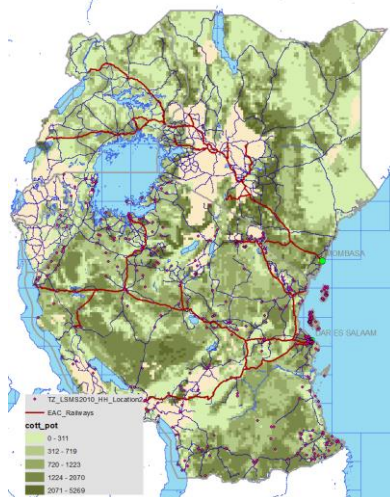 MOMBASA
DAR ES SALAAM
TZ_LSMS2010_HH_Location2
EAC_Railways
cott_pot
0 - 311
312 - 719
720 - 1223
1224 - 2070
2071 - 5269